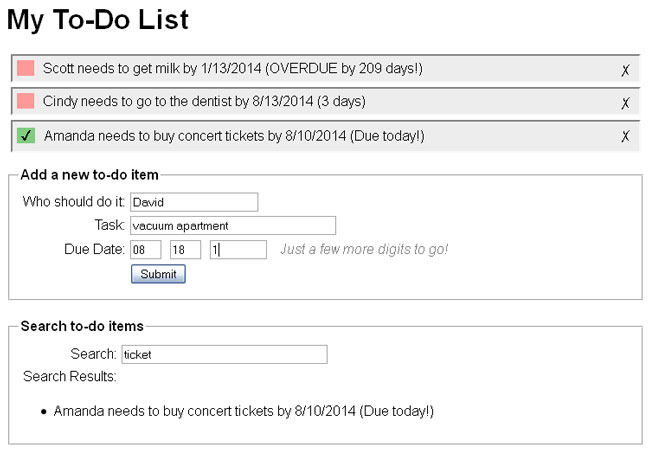 My To-Do List
Scott needs to get milk by 1/13/2014 (OVERDUE by 209 days!) X
Cindy needs to go to the dentist by 8/13/2014 (3 days) X
✓ Amanda needs to buy concert tickets by 8/10/2014 (Due today!) X
Add a new to-do item
Who should do it: David
Task: vacuum apartment
Due Date: 08 18 1 Just a few more digits to go!
Submit
Search to-do items
Search: ticket
Search Results:
• Amanda needs to buy concert tickets by 8/10/2014 (Due today!)